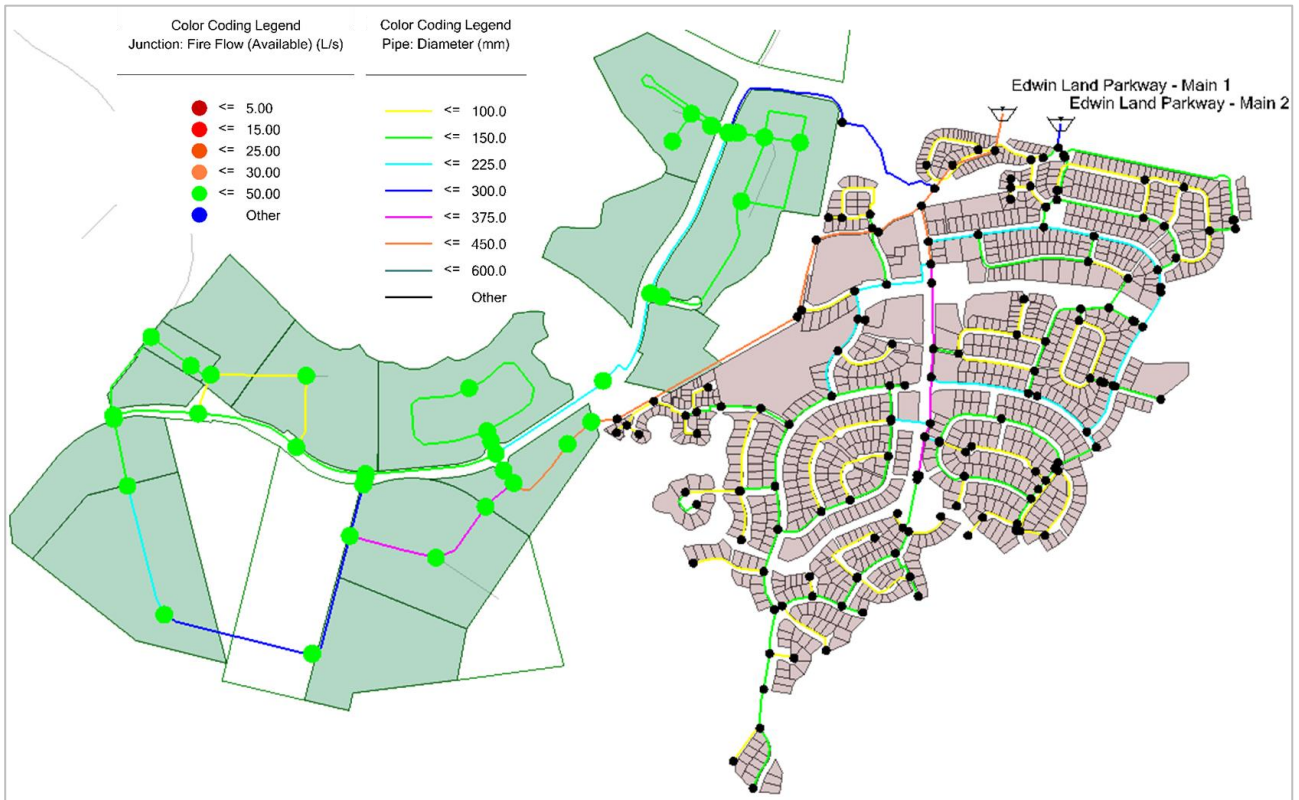 Color Coding Legend
Junction: Fire Flow (Available) (L/s)
<= 5.00
<= 15.00
<= 25.00
<= 30.00
<= 50.00
Other
Color Coding Legend
Pipe: Diameter (mm)
<= 100.0
<= 150.0
<= 225.0
<= 300.0
<= 375.0
<= 450.0
<= 600.0
Other
Edwin Land Parkway - Main 1
Edwin Land Parkway - Main 2